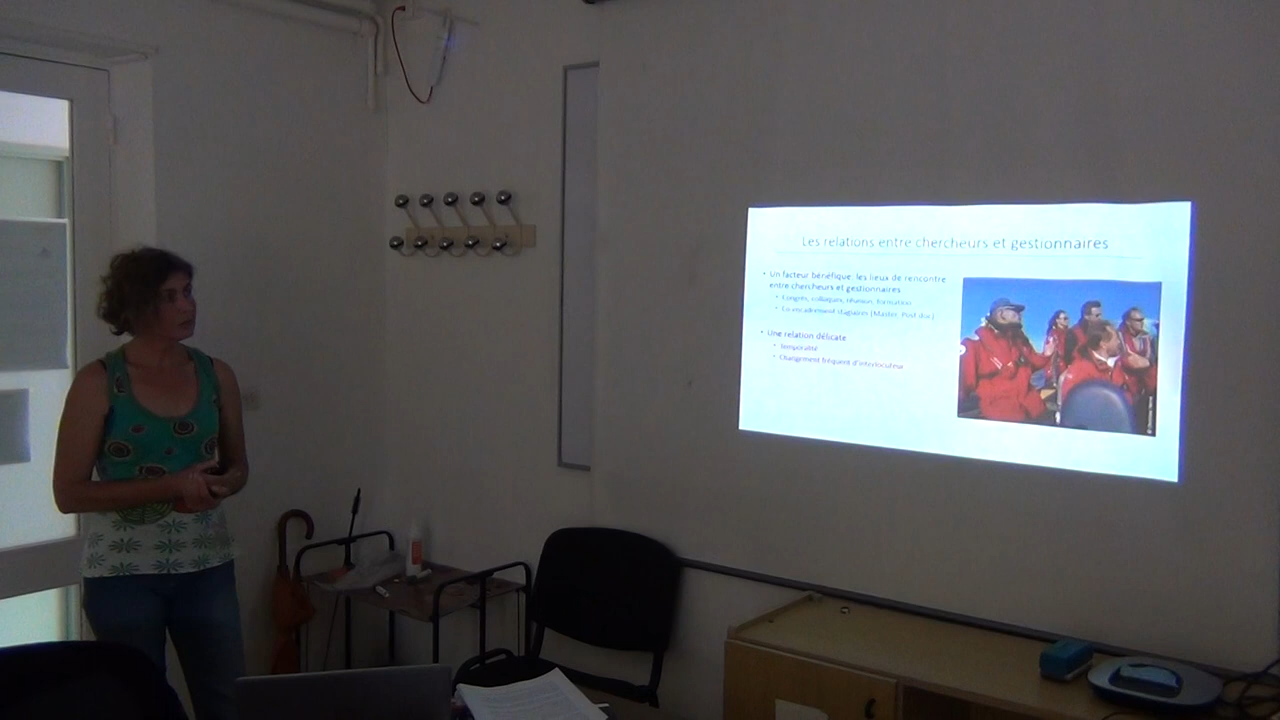 Les relations entre chercheurs et gestionnaires
• Un facteur bénéfique: les lieux de rencontre
entre chercheurs et gestionnaires
• Congrès, colloques, réunion, formation
• Co-encadrement stagiaires (Master, Post doc)
• Une relation délicate
• Temporalité
• Changement fréquent d'interlocuteur